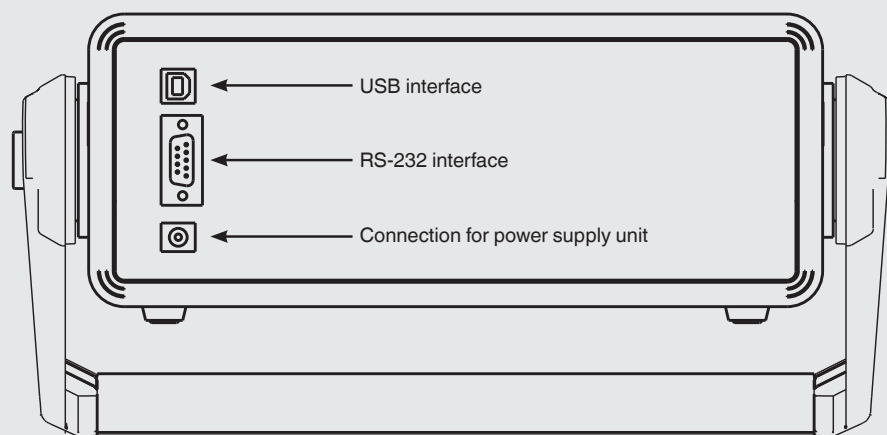 USB interface
RS-232 interface
Connection for power supply unit